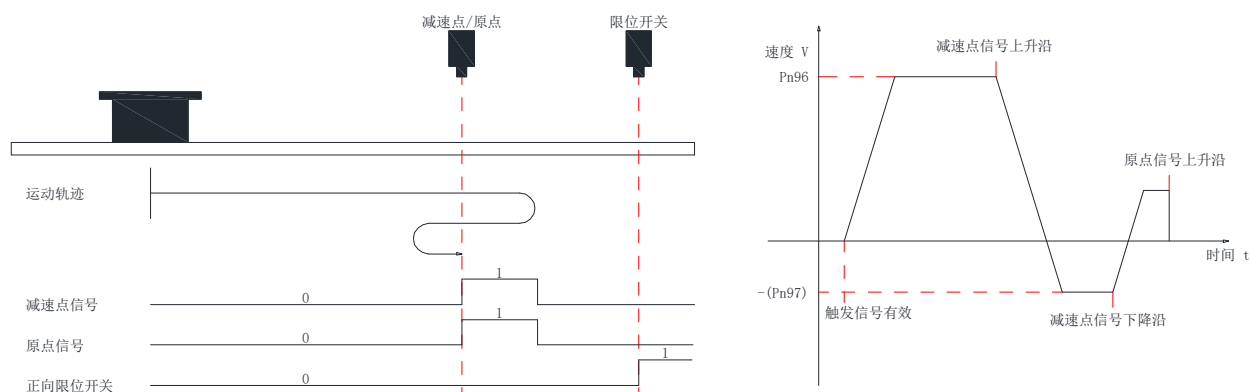 减速点/原点
限位开关
运动轨迹
减速点信号
0
1
原点信号
0
1
正向限位开关
0
1
速度 V
减速点信号上升沿
Pn96
原点信号上升沿
时间 t
-(Pn97)
触发信号有效
减速点信号下降沿